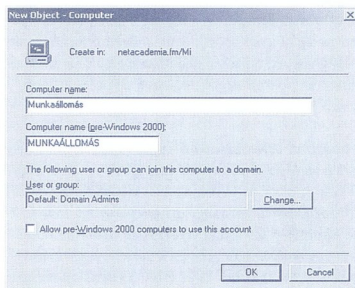 New Object - Computer
Create in: netacademia.fm/Mi
Computer name:
Munkaállomás
Computer name (pre-Windows 2000):
MUNKAÁLLOMÁS
The following user or group can join this computer to a domain.
User or group:
Default: Domain Admins
Change...
Allow pre-Windows 2000 computers to use this account
OK
Cancel